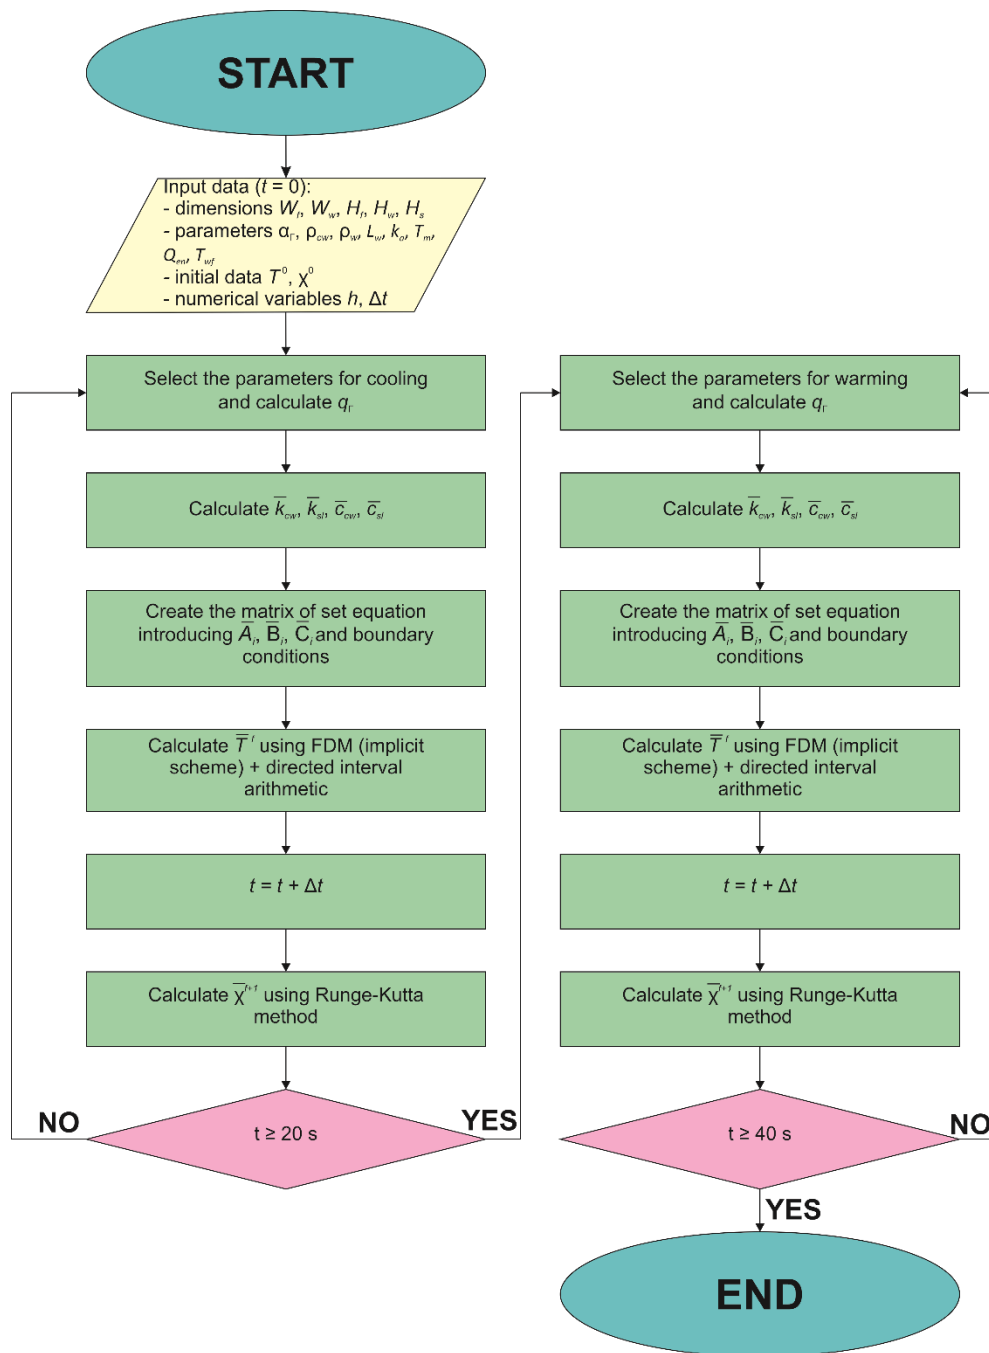 START
Input data (t = 0):
- dimensions W_f, W_w, H_f, H_w, H_s
- parameters α_Γ, ρ_cw, ρ_w, L_w, k_o, T_m,
Q_en, T_wf
- initial data T⁰, χ⁰
- numerical variables h, Δt
Select the parameters for cooling
and calculate q_Γ
Calculate k̅_cw, k̅_sl, c̅_cw, c̅_sl
Create the matrix of set equation
introducing A̅_i, B̅_i, C̅_i and boundary
conditions
Calculate T̅ᶠ using FDM (implicit
scheme) + directed interval
arithmetic
t = t + Δt
Calculate χ̅ᶠ⁺¹ using Runge-Kutta
method
NO
t ≥ 20 s
YES
Select the parameters for warming
and calculate q_Γ
Calculate k̅_cw, k̅_sl, c̅_cw, c̅_sl
Create the matrix of set equation
introducing A̅_i, B̅_i, C̅_i and boundary
conditions
Calculate T̅ᶠ using FDM (implicit
scheme) + directed interval
arithmetic
t = t + Δt
Calculate χ̅ᶠ⁺¹ using Runge-Kutta
method
t ≥ 40 s
NO
YES
END